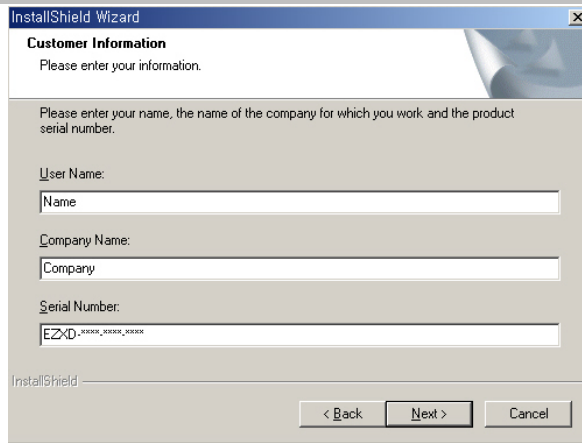 InstallShield Wizard
Customer Information
Please enter your information.
Please enter your name, the name of the company for which you work and the product
serial number.
User Name:
Name
Company Name:
Company
Serial Number:
EZXD-****-****-****
InstallShield
< Back Next > Cancel